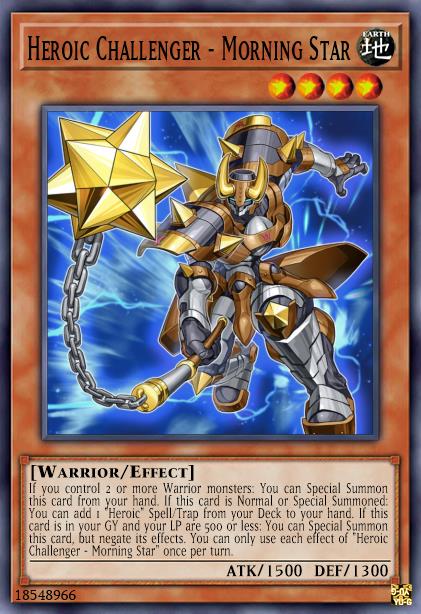 Heroic Challenger - Morning Star
EARTH
地
[Warrior/Effect]
If you control 2 or more Warrior monsters: You can Special Summon
this card from your hand. If this card is Normal or Special Summoned:
You can add 1 "Heroic" Spell/Trap from your Deck to your hand. If this
card is in your GY and your LP are 500 or less: You can Special Summon
this card, but negate its effects. You can only use each effect of "Heroic
Challenger - Morning Star" once per turn.
ATK/1500 DEF/1300
18548966